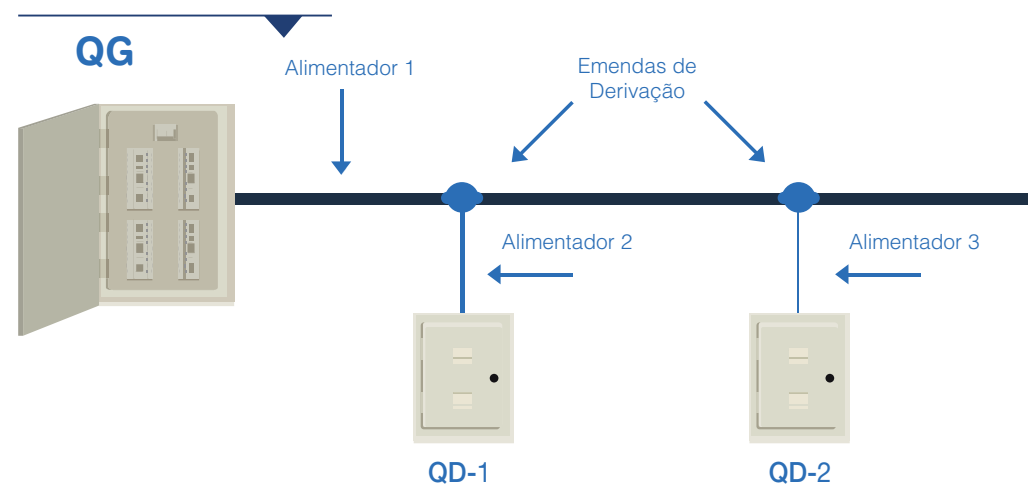 QG
Alimentador 1
Emendas de
Derivação
Alimentador 2
Alimentador 3
QD-1
QD-2